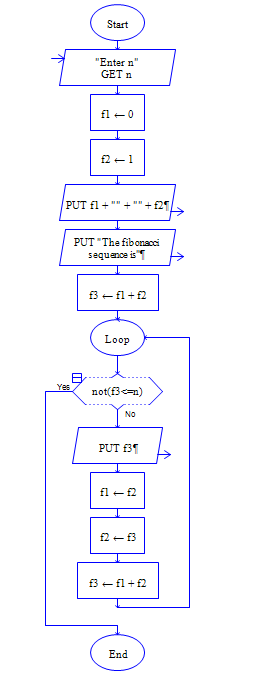 Start
"Enter n"
GET n
f1 ← 0
f2 ← 1
PUT f1 + "" + "" + f2¶
PUT "The fibonacci
sequence is"¶
f3 ← f1 + f2
Loop
Yes
not(f3<=n)
No
PUT f3¶
f1 ← f2
f2 ← f3
f3 ← f1 + f2
End